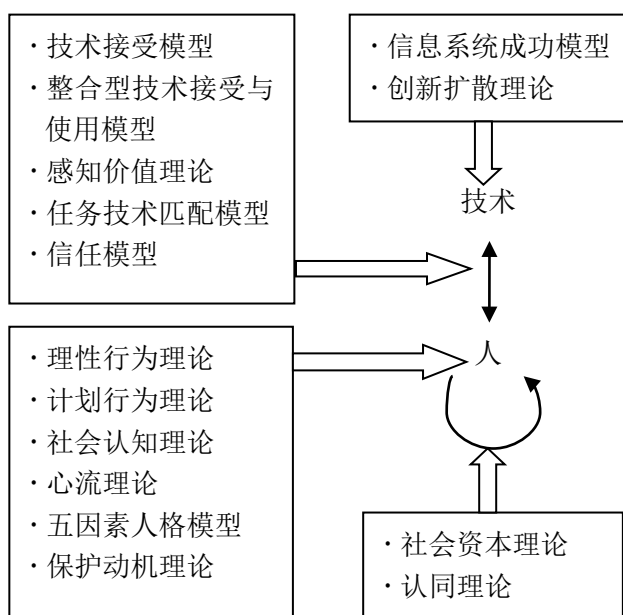 ·技术接受模型
·整合型技术接受与
使用模型
·感知价值理论
·任务技术匹配模型
·信任模型
·信息系统成功模型
·创新扩散理论
技术
人
·理性行为理论
·计划行为理论
·社会认知理论
·心流理论
·五因素人格模型
·保护动机理论
·社会资本理论
·认同理论